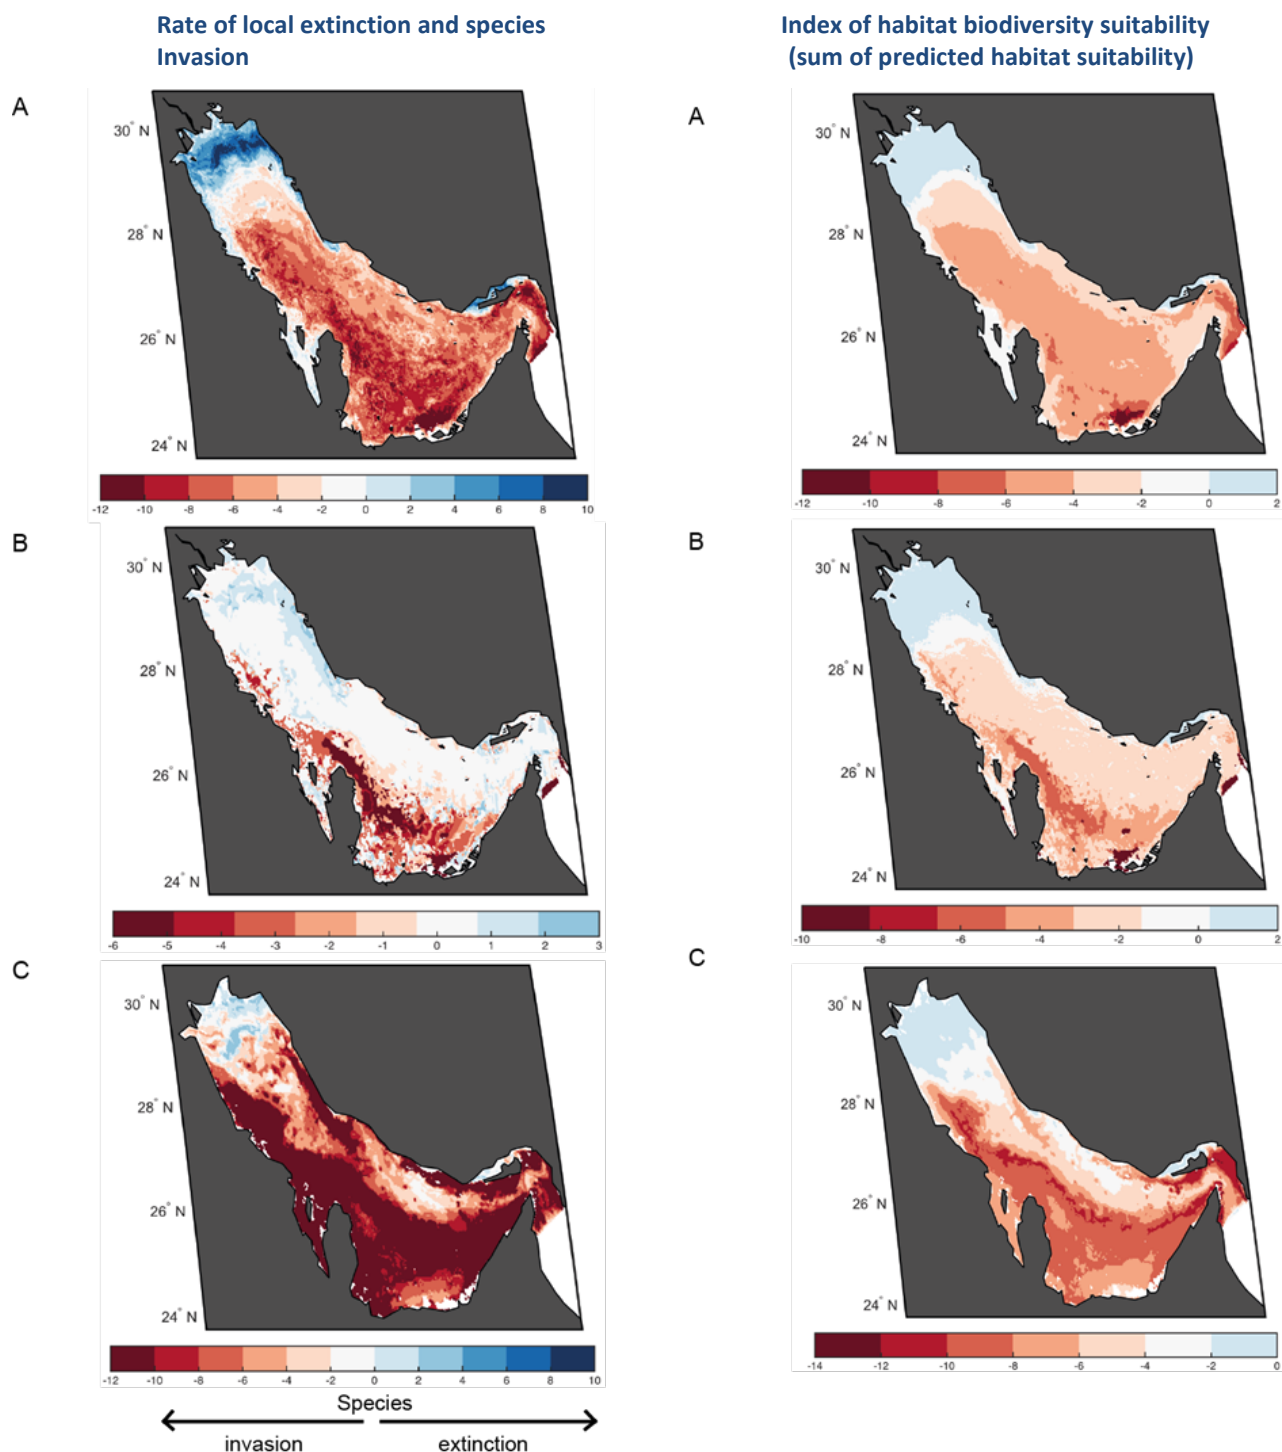 Rate of local extinction and species
Invasion
Index of habitat biodiversity suitability
(sum of predicted habitat suitability)
A
30° N
28° N
26° N
24° N
-12 -10 -8 -6 -4 -2 0 2 4 6 8 10
A
30° N
28° N
26° N
24° N
-12 -10 -8 -6 -4 -2 0 2
B
30° N
28° N
26° N
24° N
-6 -5 -4 -3 -2 -1 0 1 2 3
B
30° N
28° N
26° N
24° N
-10 -8 -6 -4 -2 0 2
C
30° N
28° N
26° N
24° N
-12 -10 -8 -6 -4 -2 0 2 4 6 8 10
Species
invasion extinction
C
30° N
28° N
26° N
24° N
-14 -12 -10 -8 -6 -4 -2 0